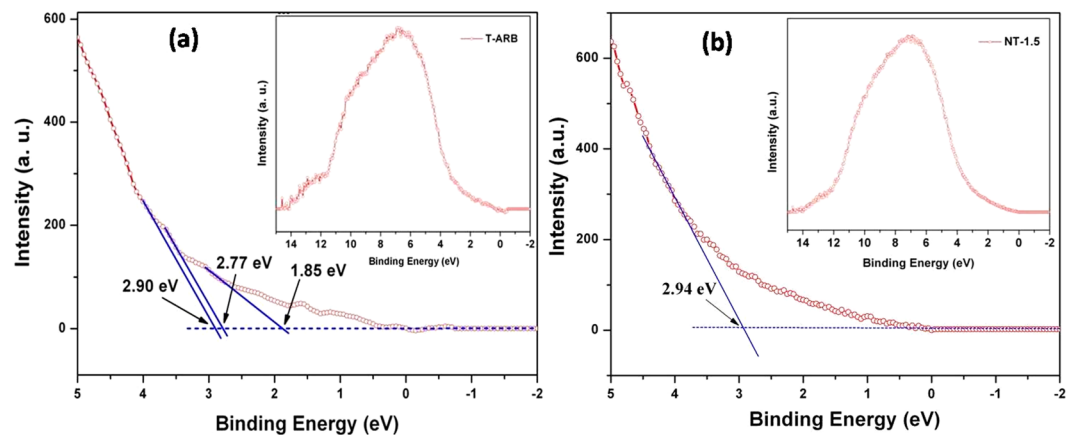 (a)
T-ARB
Intensity (a. u.)
14 12 10 8 6 4 2 0 -2
Binding Energy (eV)
600
400
200
0
Intensity (a. u.)
2.90 eV
2.77 eV
1.85 eV
5 4 3 2 1 0 -1 -2
Binding Energy (eV)
(b)
NT-1.5
Intensity (a. u.)
14 12 10 8 6 4 2 0 -2
Binding Energy (eV)
600
400
200
0
Intensity (a.u.)
2.94 eV
5 4 3 2 1 0 -1 -2
Binding Energy (eV)